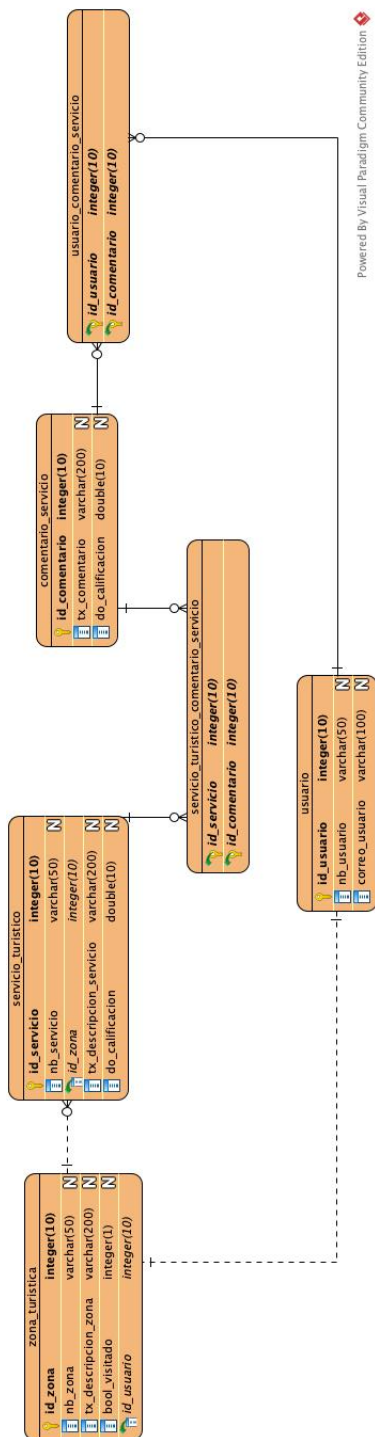 zona_turistica
id_zona integer(10)
nb_zona varchar(50) N
tx_descripcion_zona varchar(200) N
bool_visitado integer(1) N
id_usuario integer(10)
servicio_turistico
id_servicio integer(10)
nb_servicio varchar(50) N
id_zona integer(10)
tx_descripcion_servicio varchar(200) N
do_calificacion double(10) N
comentario_servicio
id_comentario integer(10)
tx_comentario varchar(200) N
do_calificacion double(10) N
usuario_comentario_servicio
id_usuario integer(10)
id_comentario integer(10)
servicio_turistico_comentario_servicio
id_servicio integer(10)
id_comentario integer(10)
usuario
id_usuario integer(10)
nb_usuario varchar(50) N
correo_usuario varchar(100) N
Powered By Visual Paradigm Community Edition